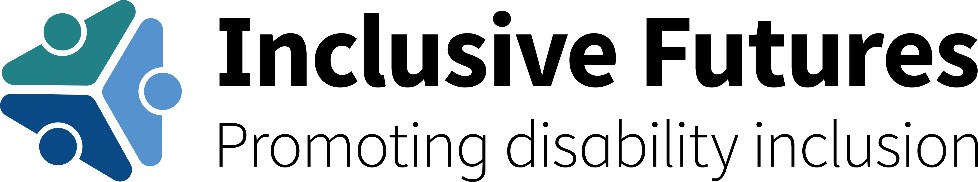 Inclusive Futures
Promoting disability inclusion